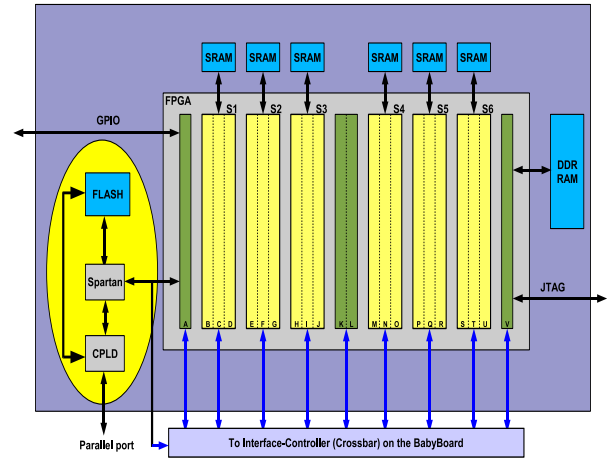 SRAM SRAM SRAM SRAM SRAM SRAM
FPGA S1 S2 S3 S4 S5 S6
GPIO
DDR
RAM
FLASH
Spartan
JTAG
A B C D E F G H I J K L M N O P Q R S T U V
CPLD
Parallel port
To Interface-Controller (Crossbar) on the BabyBoard